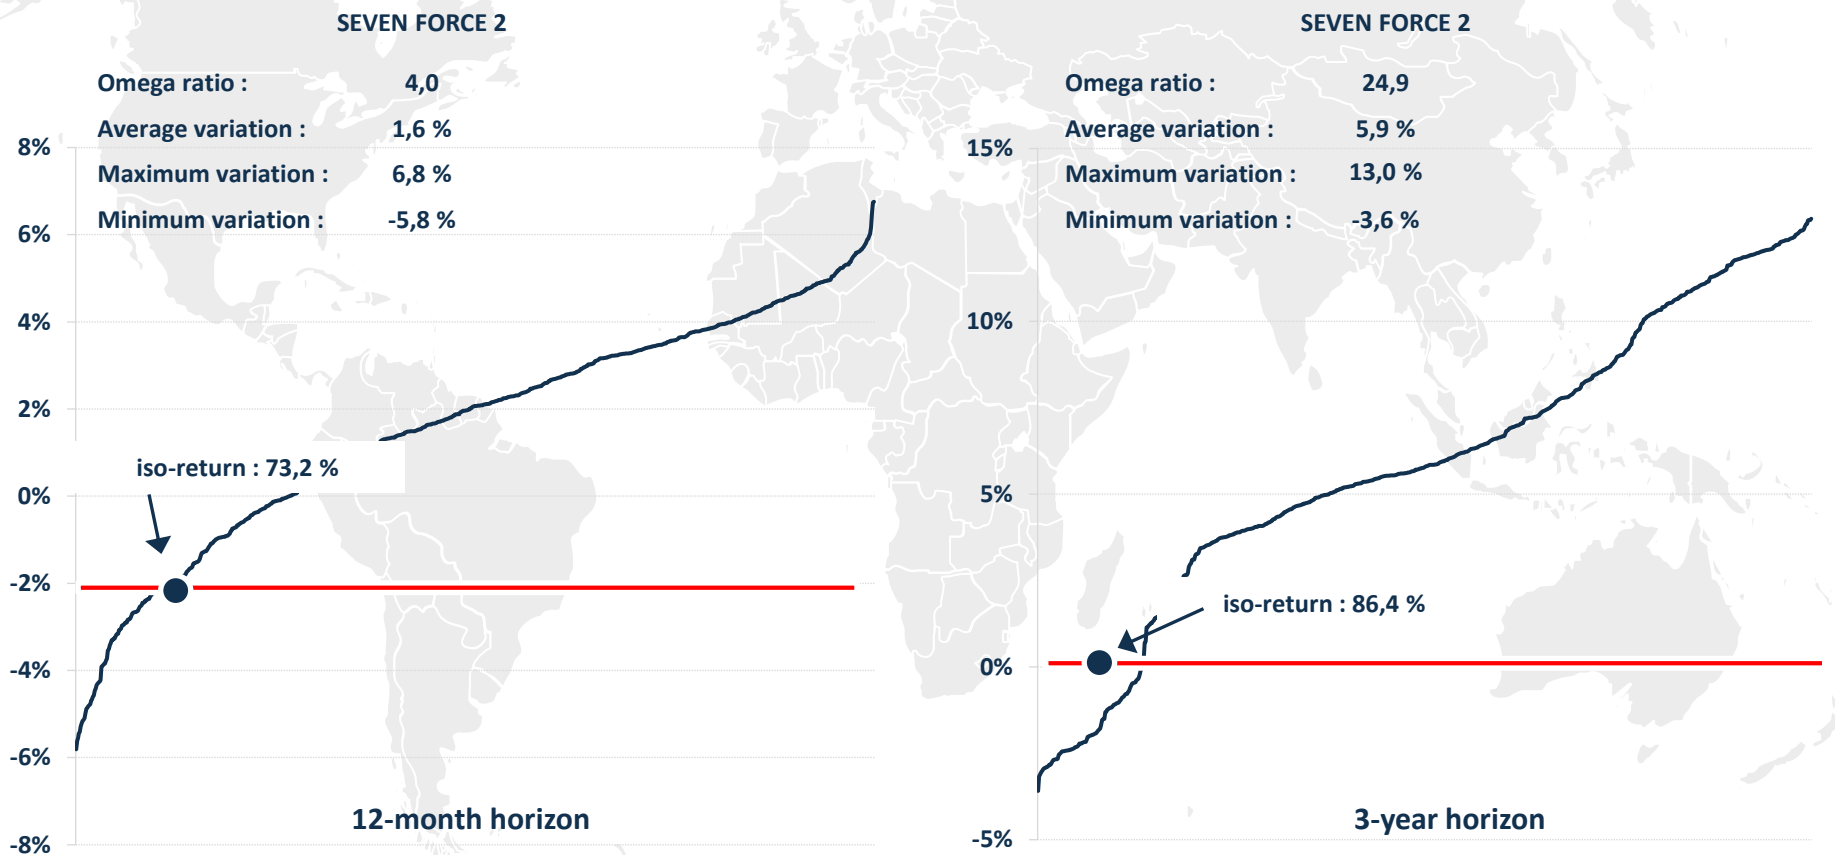 SEVEN FORCE 2
Omega ratio : 4,0
Average variation : 1,6 %
8%
Maximum variation : 6,8 %
Minimum variation : -5,8 %
6%
4%
2%
iso-return : 73,2 %
0%
-2%
-4%
-6%
12-month horizon
-8%
SEVEN FORCE 2
Omega ratio : 24,9
Average variation : 5,9 %
15%
Maximum variation : 13,0 %
Minimum variation : -3,6 %
10%
5%
iso-return : 86,4 %
0%
3-year horizon
-5%